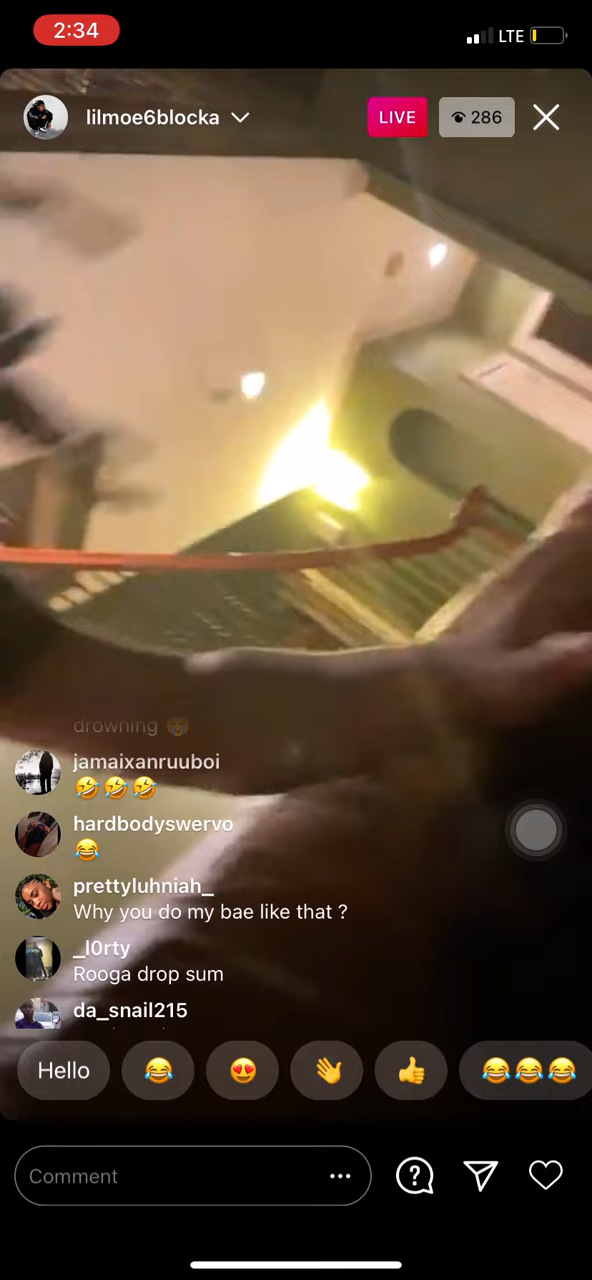 2:34
LTE
lilmoe6blocka
LIVE
286
drowning 😭
jamaixanruuboi
🤣🤣🤣
hardbodyswervo
😂
prettyluhniah_
Why you do my bae like that ?
_l0rty
Rooga drop sum
da_snail215
Hello
😂 😍 👋 👍 😂😂😂
Comment